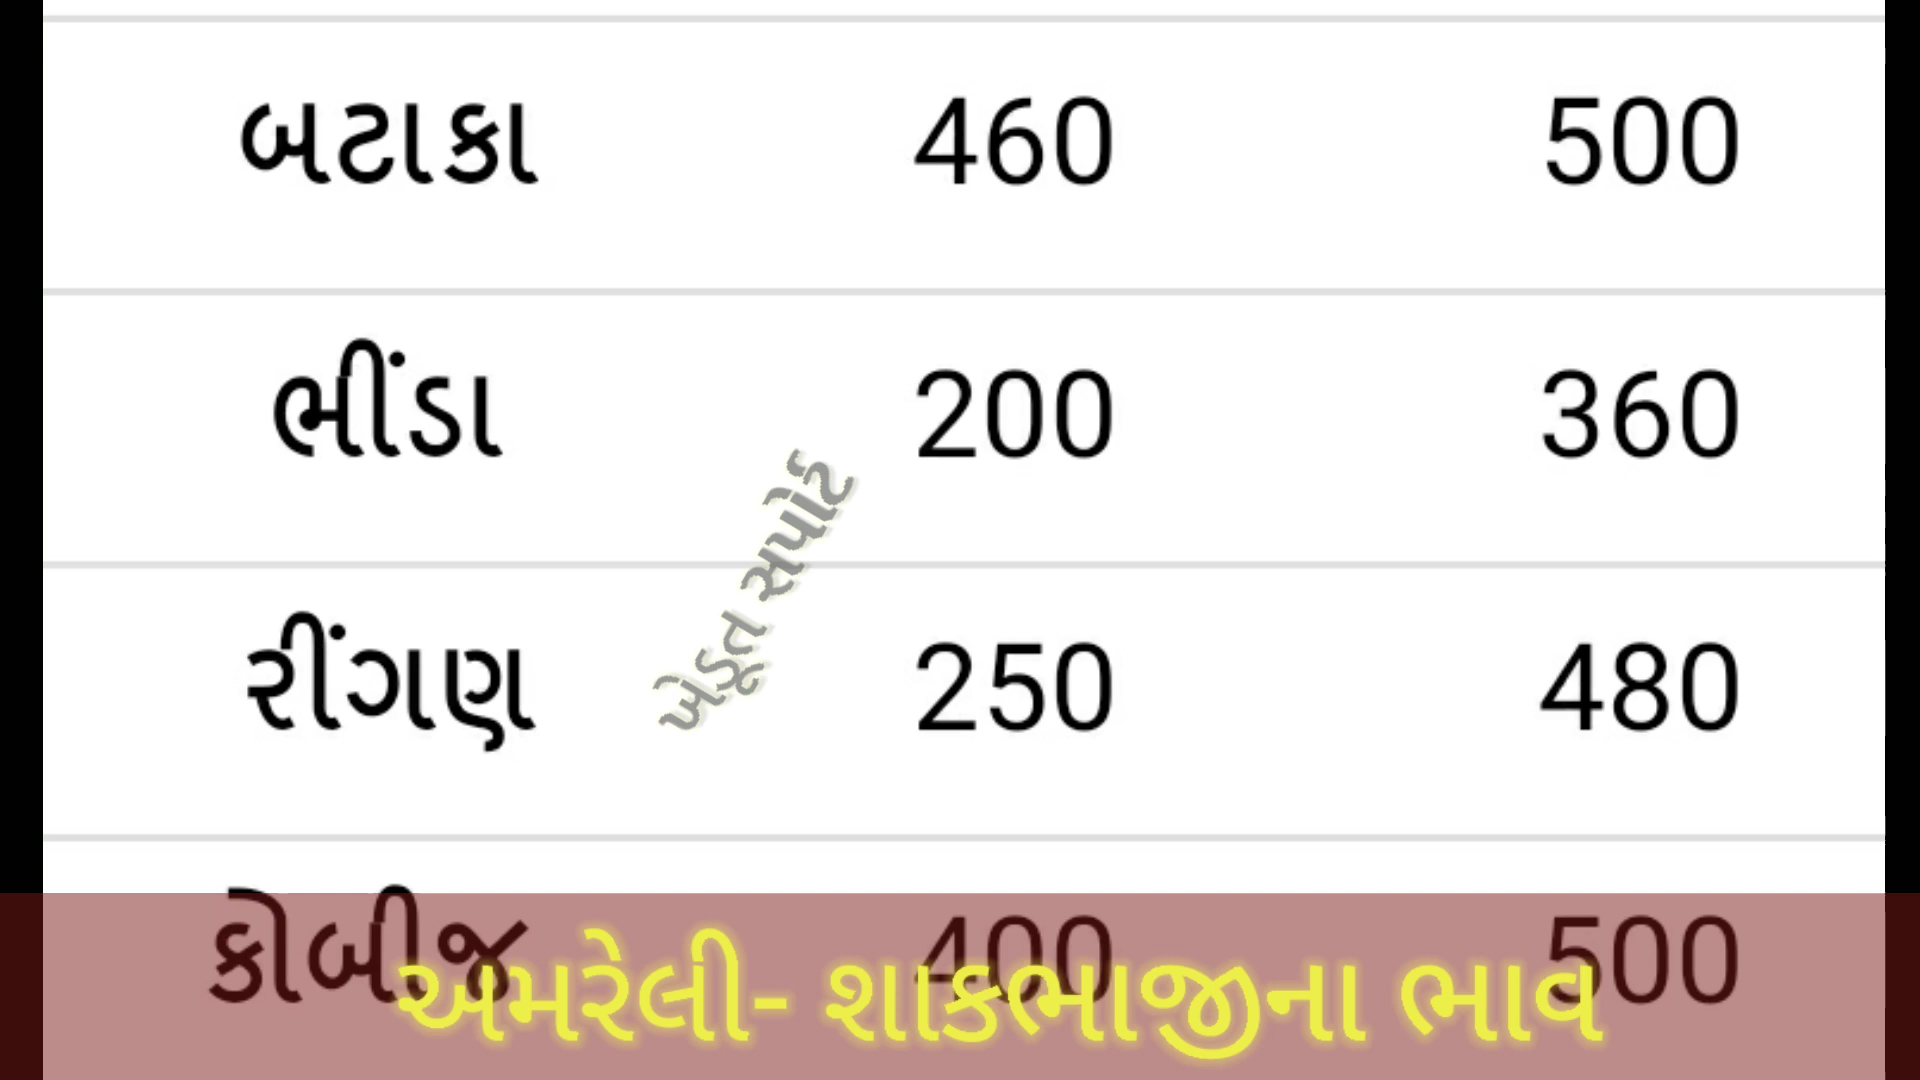 બટાકા 460 500
ભીંડા 200 360
ખેડૂત સપોર્ટ
રીંગણ 250 480
કોબીજ 400 500
અમરેલી- શાકભાજીના ભાવ